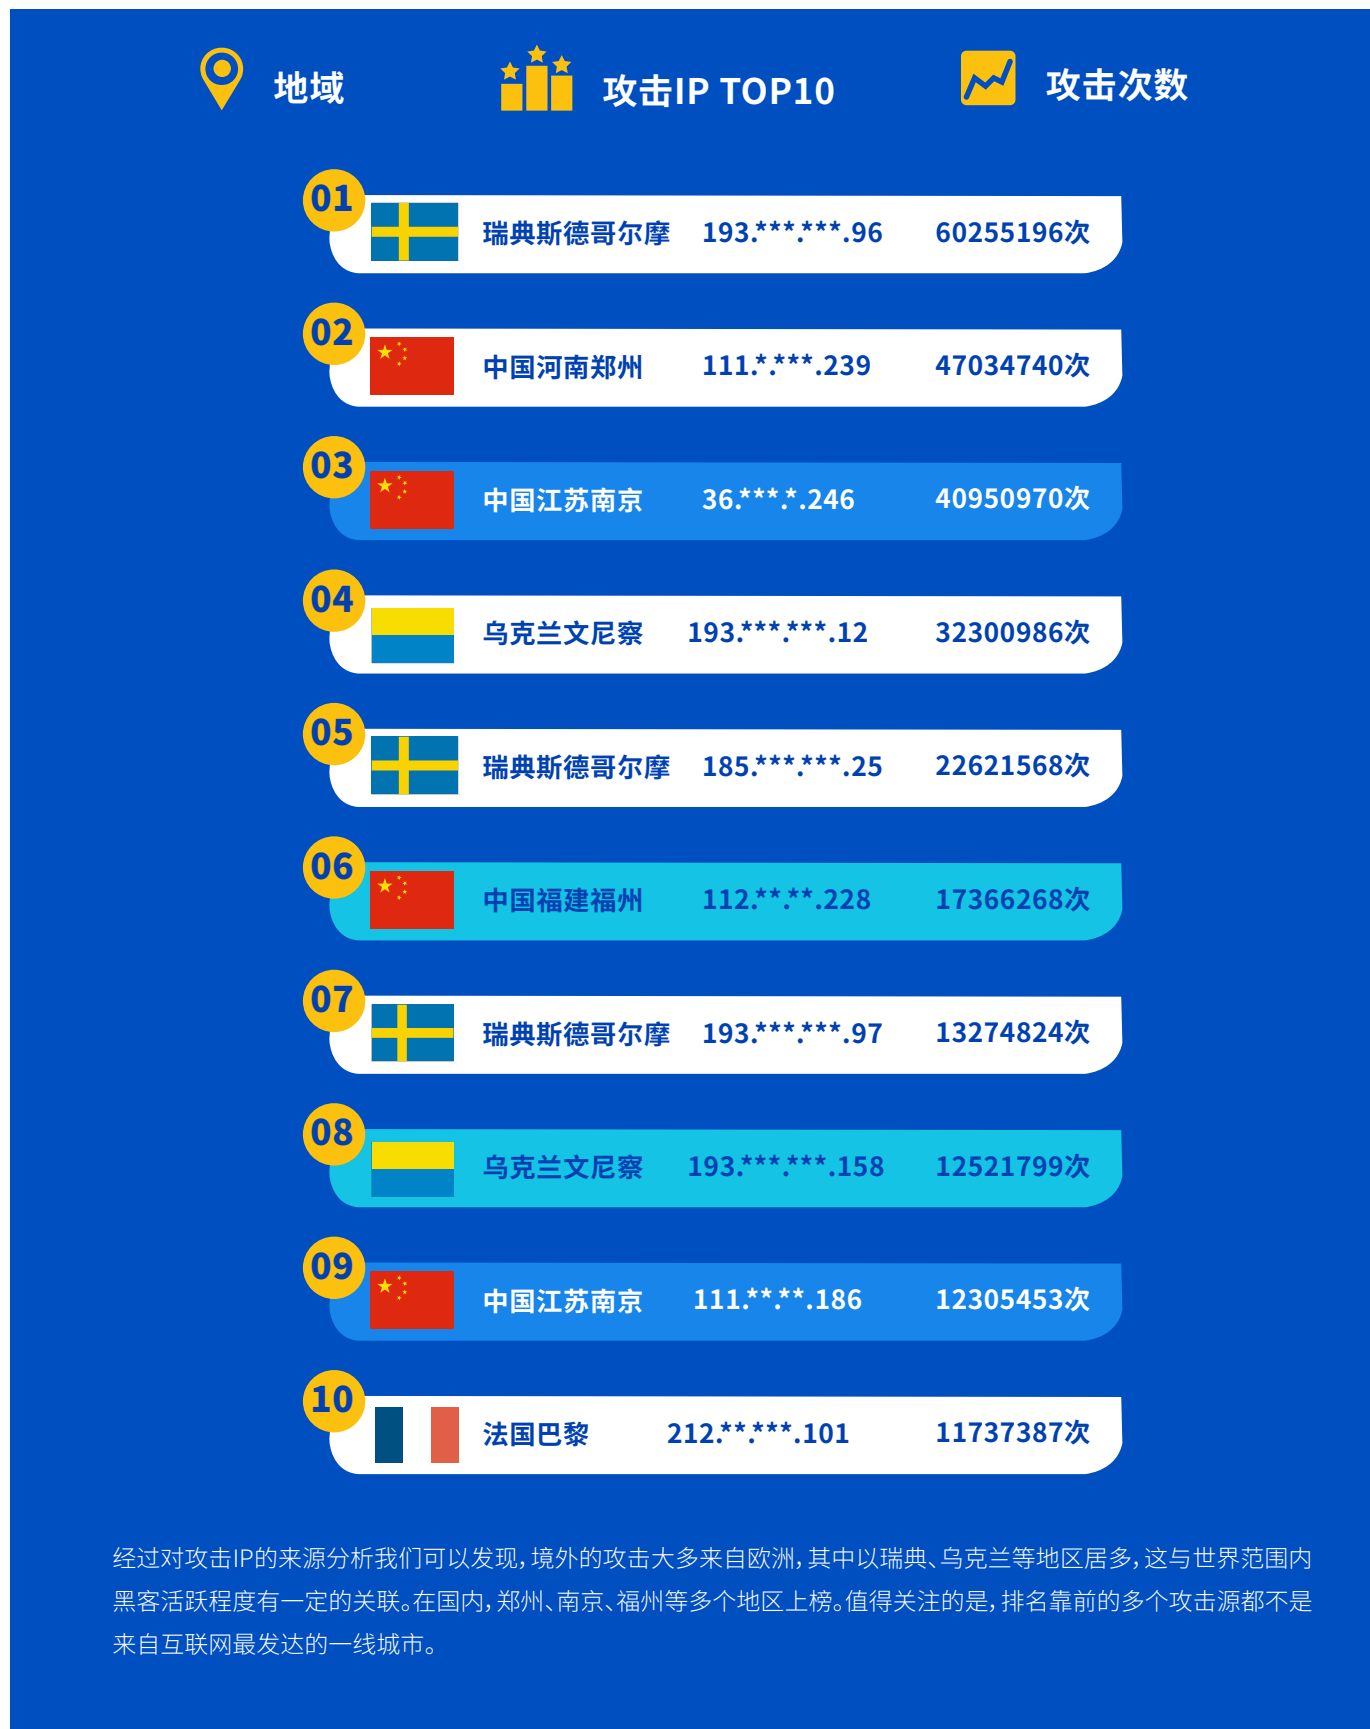 地域 攻击IP TOP10 攻击次数
01 瑞典斯德哥尔摩 193.***.***.96 60255196次
02 中国河南郑州 111.*.***.239 47034740次
03 中国江苏南京 36.***.*.246 40950970次
04 乌克兰文尼察 193.***.***.12 32300986次
05 瑞典斯德哥尔摩 185.***.***.25 22621568次
06 中国福建福州 112.**.**.228 17366268次
07 瑞典斯德哥尔摩 193.***.***.97 13274824次
08 乌克兰文尼察 193.***.***.158 12521799次
09 中国江苏南京 111.**.**.186 12305453次
10 法国巴黎 212.**.***.101 11737387次
经过对攻击IP的来源分析我们可以发现,境外的攻击大多来自欧洲,其中以瑞典、乌克兰等地区居多,这与世界范围内
黑客活跃程度有一定的关联。在国内,郑州、南京、福州等多个地区上榜。值得关注的是,排名靠前的多个攻击源都不是
来自互联网最发达的一线城市。